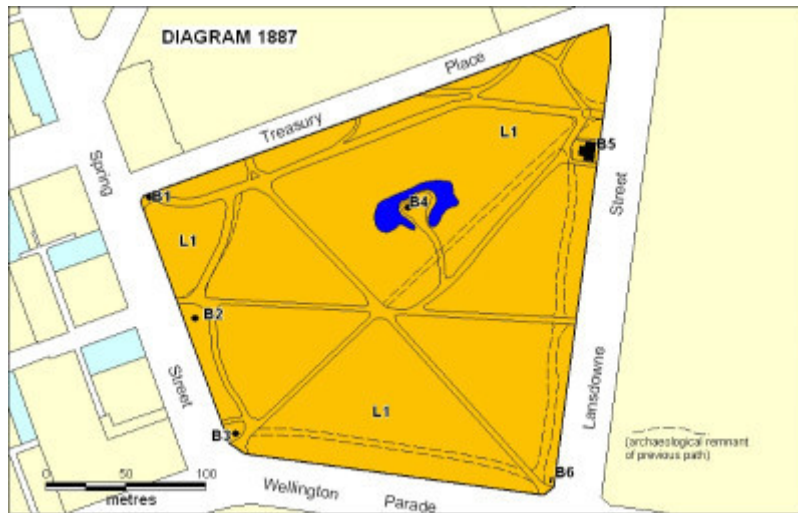 DIAGRAM 1887
Treasury Place
Spring
Street
L1
B5
B1
B4
Street
L1
B2
Lansdowne
L1
B3
(archaeological remnant
of previous path)
B6
0 50 100
metres
Wellington Parade